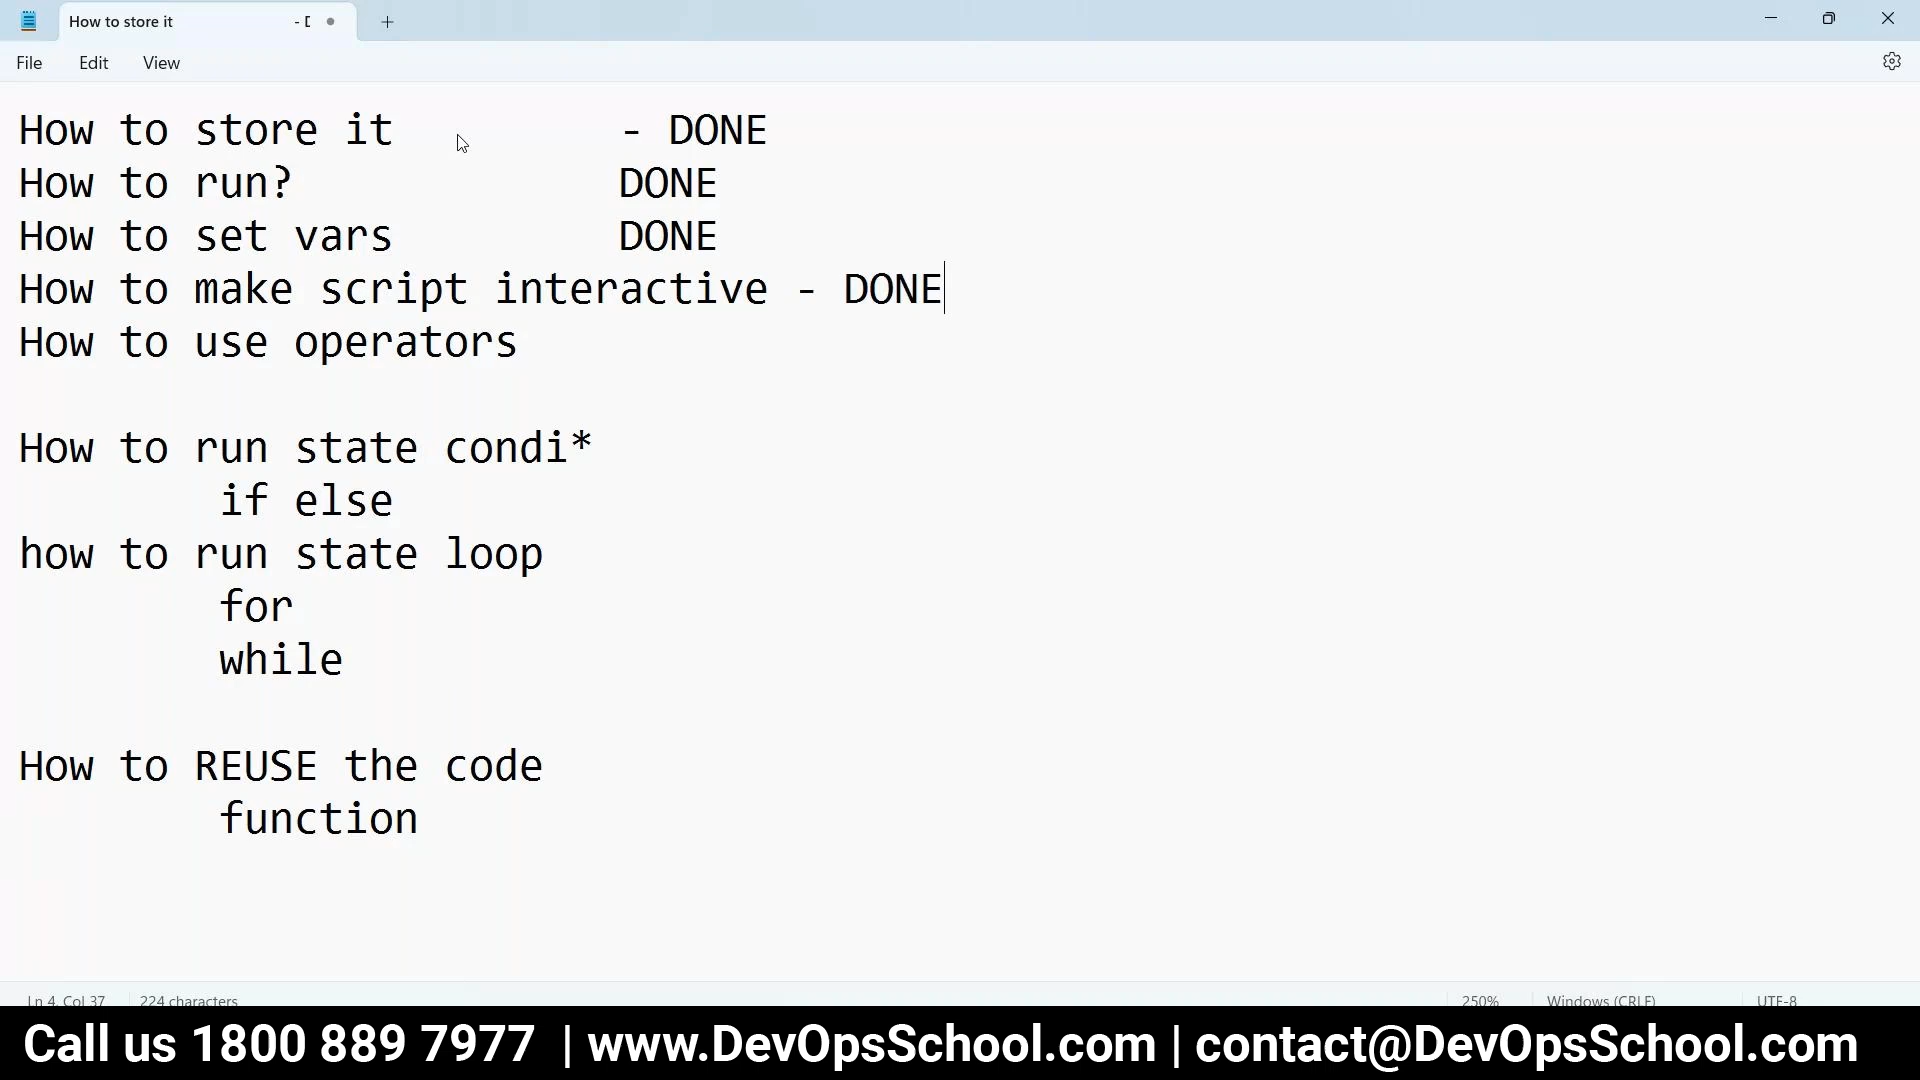 How to store it - D
File Edit View
How to store it - DONE
How to run? DONE
How to set vars DONE
How to make script interactive - DONE
How to use operators
How to run state condi*
if else
how to run state loop
for
while
How to REUSE the code
function
Ln 4, Col 37 224 characters 250% Windows (CRLF) UTF-8
Call us 1800 889 7977 | www.DevOpsSchool.com | contact@DevOpsSchool.com